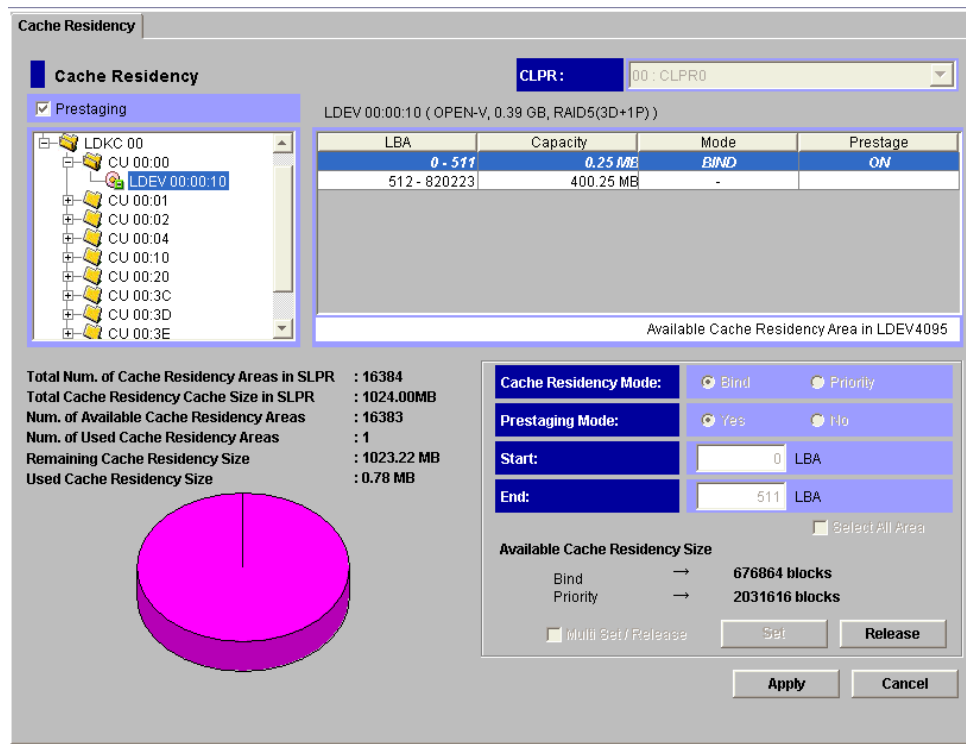 Cache Residency
Cache Residency
CLPR :
00 : CLPR0
Prestaging
LDEV 00:00:10 ( OPEN-V, 0.39 GB, RAID5(3D+1P) )
LDKC 00
CU 00:00
LDEV 00:00:10
CU 00:01
CU 00:02
CU 00:04
CU 00:10
CU 00:20
CU 00:3C
CU 00:3D
CU 00:3E
LBA Capacity Mode Prestage
0 - 511 0.25 MB BIND ON
512 - 820223 400.25 MB -
Available Cache Residency Area in LDEV4095
Total Num. of Cache Residency Areas in SLPR : 16384
Total Cache Residency Cache Size in SLPR : 1024.00MB
Num. of Available Cache Residency Areas : 16383
Num. of Used Cache Residency Areas : 1
Remaining Cache Residency Size : 1023.22 MB
Used Cache Residency Size : 0.78 MB
Cache Residency Mode: Bind Priority
Prestaging Mode: Yes No
Start: 0 LBA
End: 511 LBA
Select All Area
Available Cache Residency Size
Bind → 676864 blocks
Priority → 2031616 blocks
Multi Set / Release Set Release
Apply Cancel